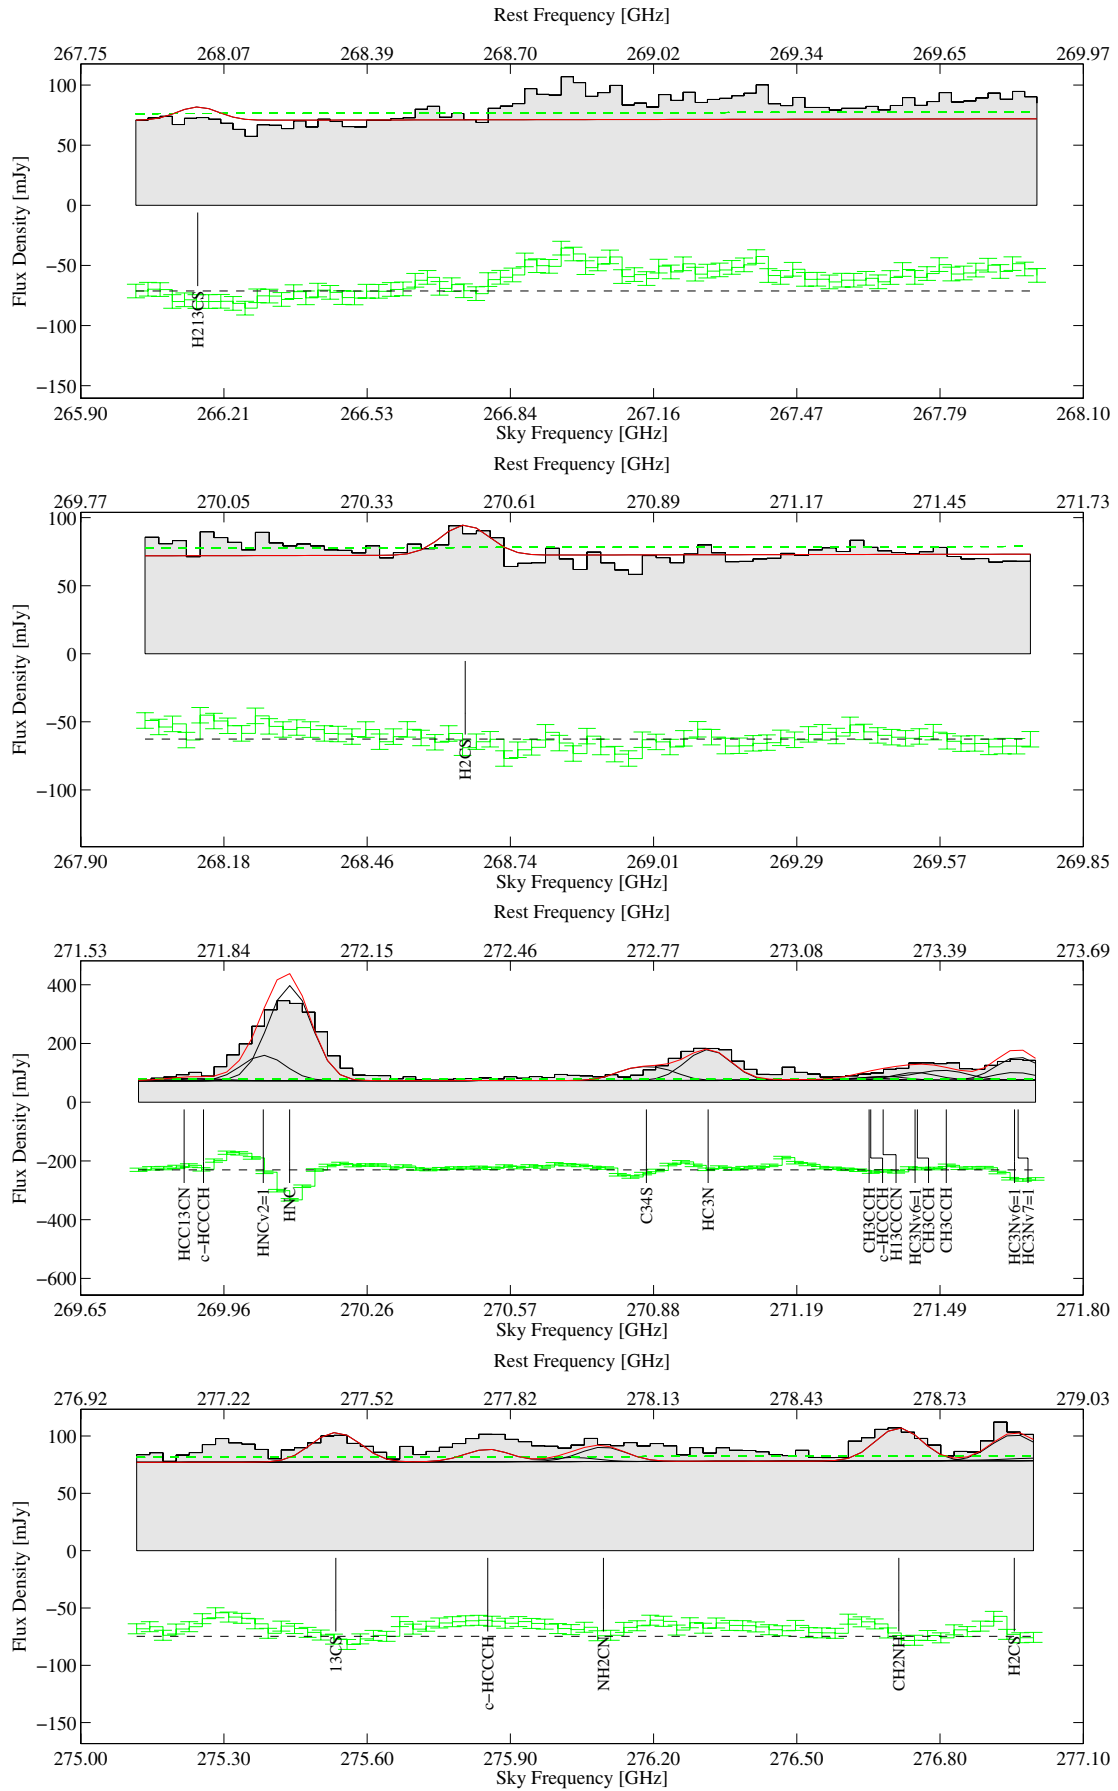 Rest Frequency [GHz]
267.75 268.07 268.39 268.70 269.02 269.34 269.65 269.97
100
50
0
−50
−100
−150
Flux Density [mJy]
H213CS
265.90 266.21 266.53 266.84 267.16 267.47 267.79 268.10
Sky Frequency [GHz]
Rest Frequency [GHz]
269.77 270.05 270.33 270.61 270.89 271.17 271.45 271.73
100
50
0
−50
−100
Flux Density [mJy]
H2CS
267.90 268.18 268.46 268.74 269.01 269.29 269.57 269.85
Sky Frequency [GHz]
Rest Frequency [GHz]
271.53 271.84 272.15 272.46 272.77 273.08 273.39 273.69
400
200
0
−200
−400
−600
Flux Density [mJy]
HCC13CN
c−HCCCH
HNCv2=1
HNC
C34S
HC3N
CH3CCH
c−HCCCH
H13CCCN
HC3Nv6=1
CH3CCH
CH3CCH
HC3Nv6=1
HC3Nv7=1
269.65 269.96 270.26 270.57 270.88 271.19 271.49 271.80
Sky Frequency [GHz]
Rest Frequency [GHz]
276.92 277.22 277.52 277.82 278.13 278.43 278.73 279.03
100
50
0
−50
−100
−150
Flux Density [mJy]
13CS
c−HCCCH
NH2CN
CH2NH
H2CS
275.00 275.30 275.60 275.90 276.20 276.50 276.80 277.10
Sky Frequency [GHz]